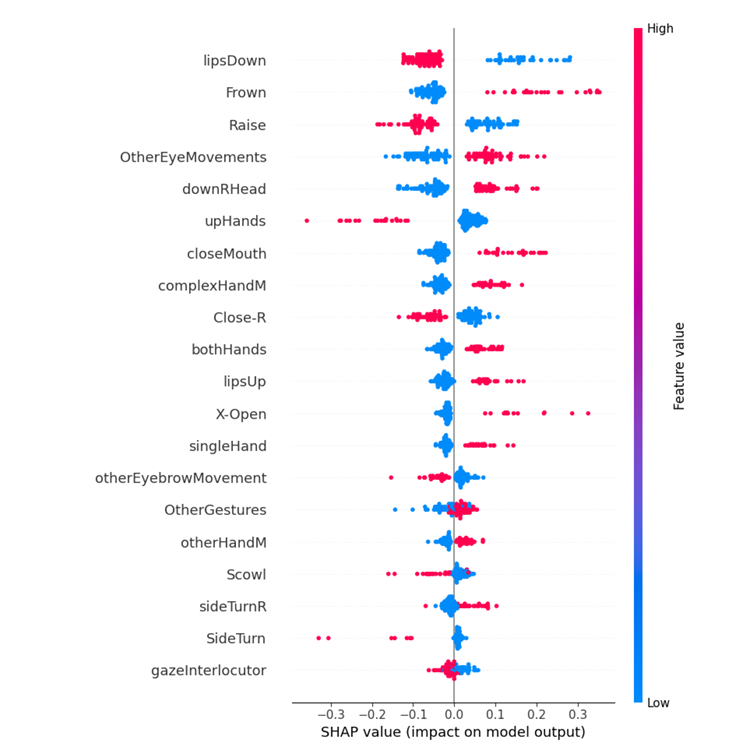 High
lipsDown
Frown
Raise
OtherEyeMovements
downRHead
upHands
closeMouth
complexHandM
Close-R
bothHands
lipsUp
X-Open
singleHand
otherEyebrowMovement
OtherGestures
otherHandM
Scowl
sideTurnR
SideTurn
gazeInterlocutor
Feature value
Low
−0.3 −0.2 −0.1 0.0 0.1 0.2 0.3
SHAP value (impact on model output)